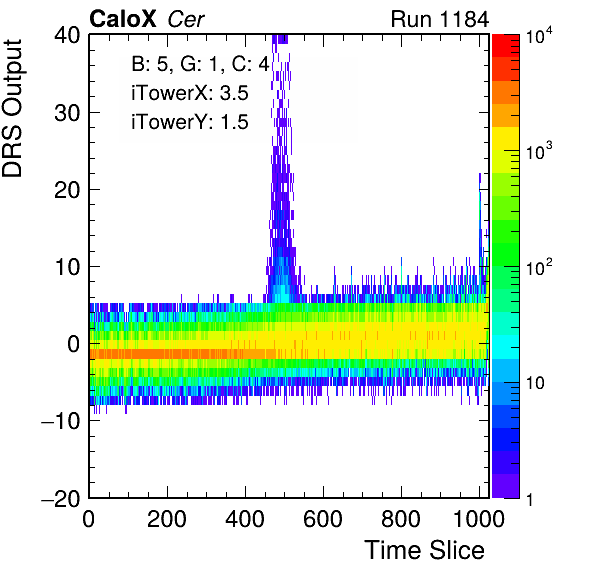 CaloX Cer Run 1184
DRS Output
B: 5, G: 1, C: 4
iTowerX: 3.5
iTowerY: 1.5
40
30
20
10
0
−10
−20
0 200 400 600 800 1000
Time Slice
10^4
10^3
10^2
10
1